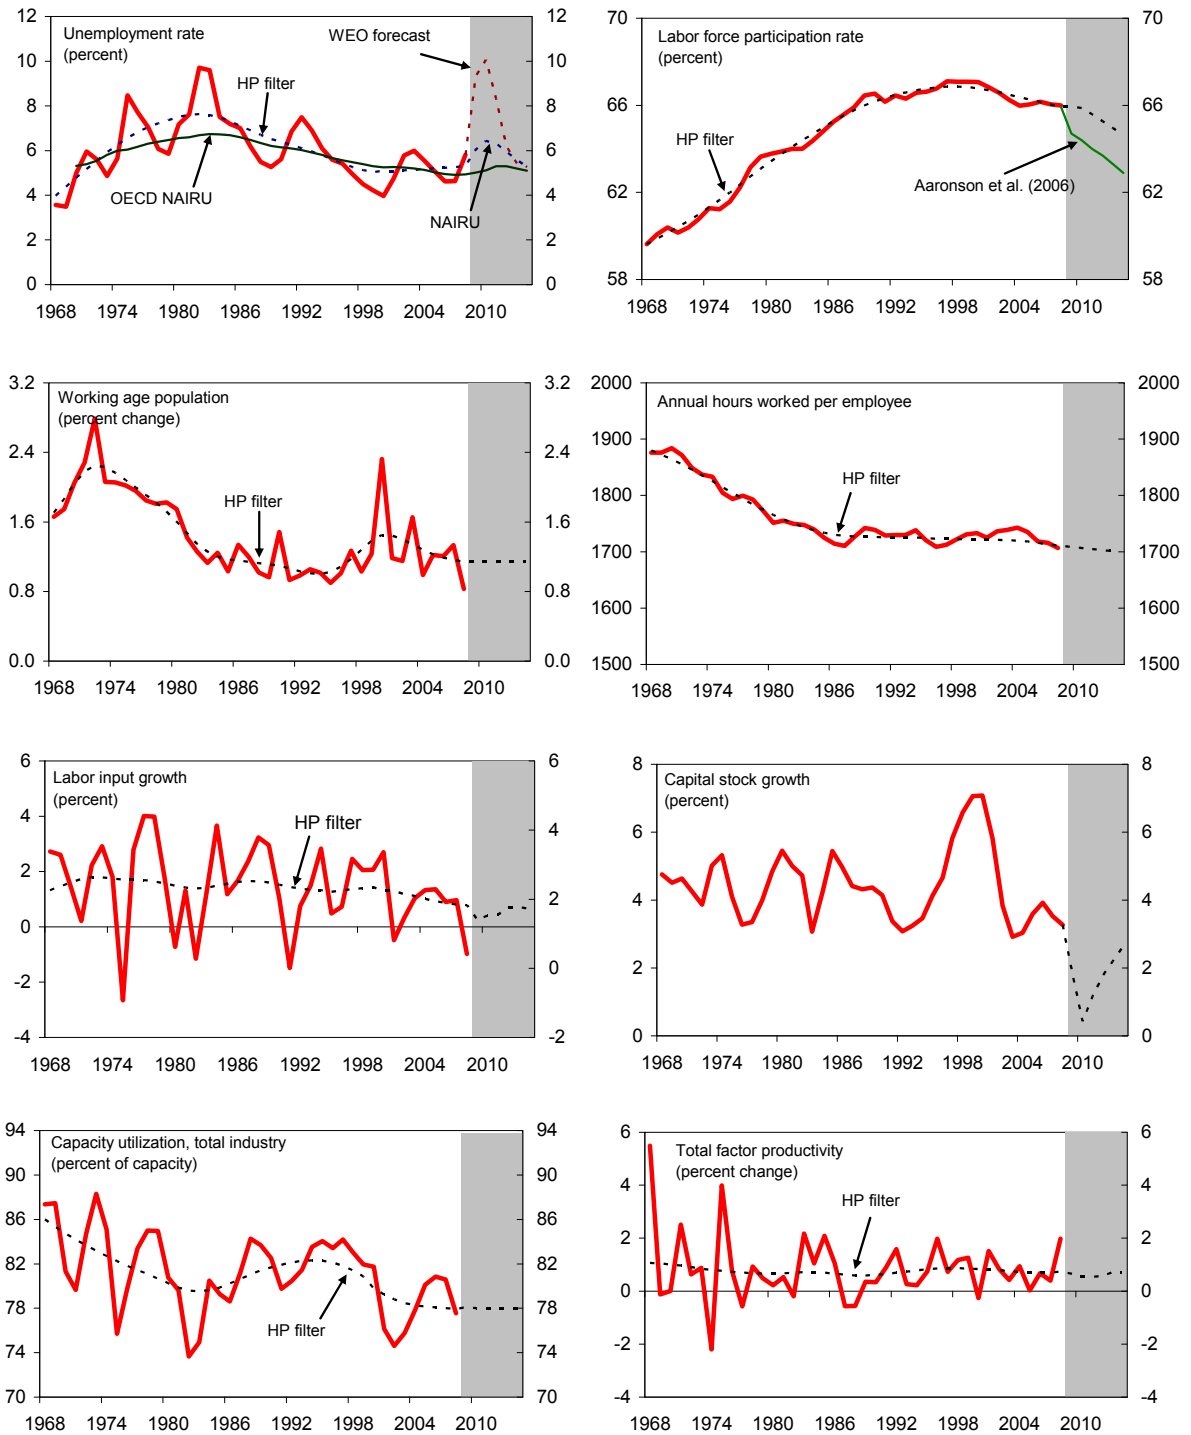 12
10
8
6
4
2
0
Unemployment rate
(percent)
WEO forecast
HP filter
OECD NAIRU
NAIRU
12
10
8
6
4
2
0
1968 1974 1980 1986 1992 1998 2004 2010
70
66
62
58
Labor force participation rate
(percent)
HP filter
Aaronson et al. (2006)
70
66
62
58
1968 1974 1980 1986 1992 1998 2004 2010
3.2
2.4
1.6
0.8
0.0
Working age population
(percent change)
HP filter
3.2
2.4
1.6
0.8
0.0
1968 1974 1980 1986 1992 1998 2004 2010
2000
1900
1800
1700
1600
1500
Annual hours worked per employee
HP filter
2000
1900
1800
1700
1600
1500
1968 1974 1980 1986 1992 1998 2004 2010
6
4
2
0
-2
-4
Labor input growth
(percent)
HP filter
6
4
2
0
-2
1968 1974 1980 1986 1992 1998 2004 2010
8
6
4
2
0
Capital stock growth
(percent)
8
6
4
2
0
1968 1974 1980 1986 1992 1998 2004 2010
94
90
86
82
78
74
70
Capacity utilization, total industry
(percent of capacity)
HP filter
94
90
86
82
78
74
70
1968 1974 1980 1986 1992 1998 2004 2010
6
4
2
0
-2
-4
Total factor productivity
(percent change)
HP filter
6
4
2
0
-2
-4
1968 1974 1980 1986 1992 1998 2004 2010